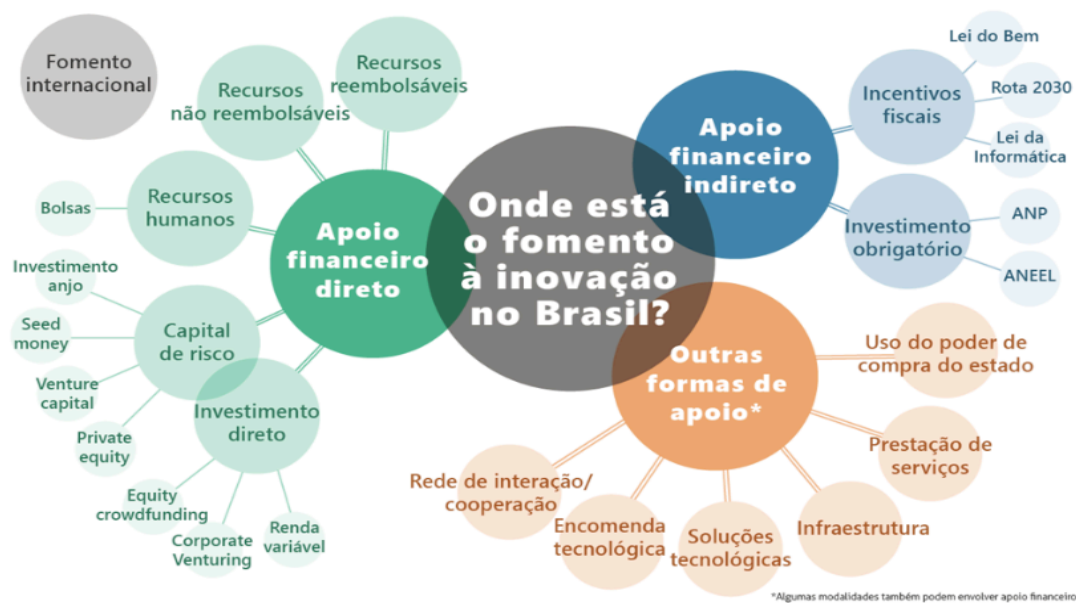 Fomento
internacional
Recursos
não reembolsáveis
Recursos
reembolsáveis
Recursos
humanos
Bolsas
Apoio
financeiro
direto
Investimento
anjo
Seed
money
Venture
capital
Private
equity
Capital
de risco
Investimento
direto
Equity
crowdfunding
Corporate
Venturing
Renda
variável
Onde está
o fomento
à inovação
no Brasil?
Apoio
financeiro
indireto
Incentivos
fiscais
Lei do Bem
Rota 2030
Lei da
Informática
Investimento
obrigatório
ANP
ANEEL
Outras
formas de
apoio*
Uso do poder de
compra do estado
Prestação de
serviços
Infraestrutura
Soluções
tecnológicas
Encomenda
tecnológica
Rede de interação/
cooperação
*Algumas modalidades também podem envolver apoio financeiro